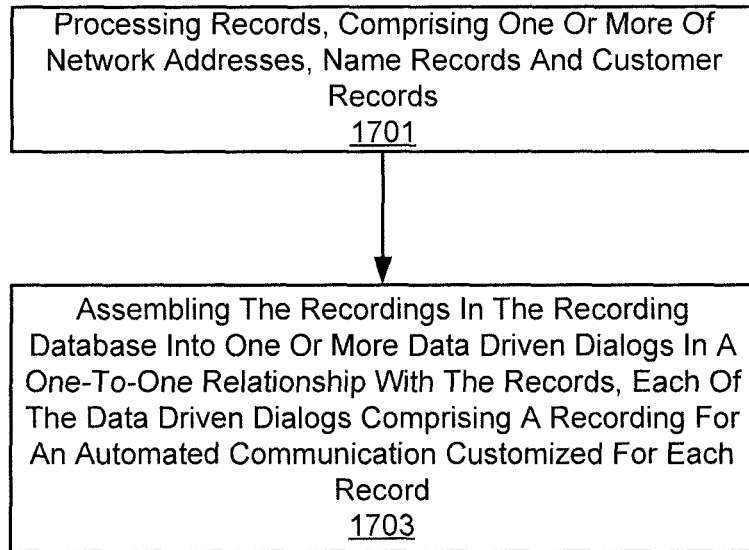 Processing Records, Comprising One Or More Of
Network Addresses, Name Records And Customer
Records
1701
Assembling The Recordings In The Recording
Database Into One Or More Data Driven Dialogs In A
One-To-One Relationship With The Records, Each Of
The Data Driven Dialogs Comprising A Recording For
An Automated Communication Customized For Each
Record
1703